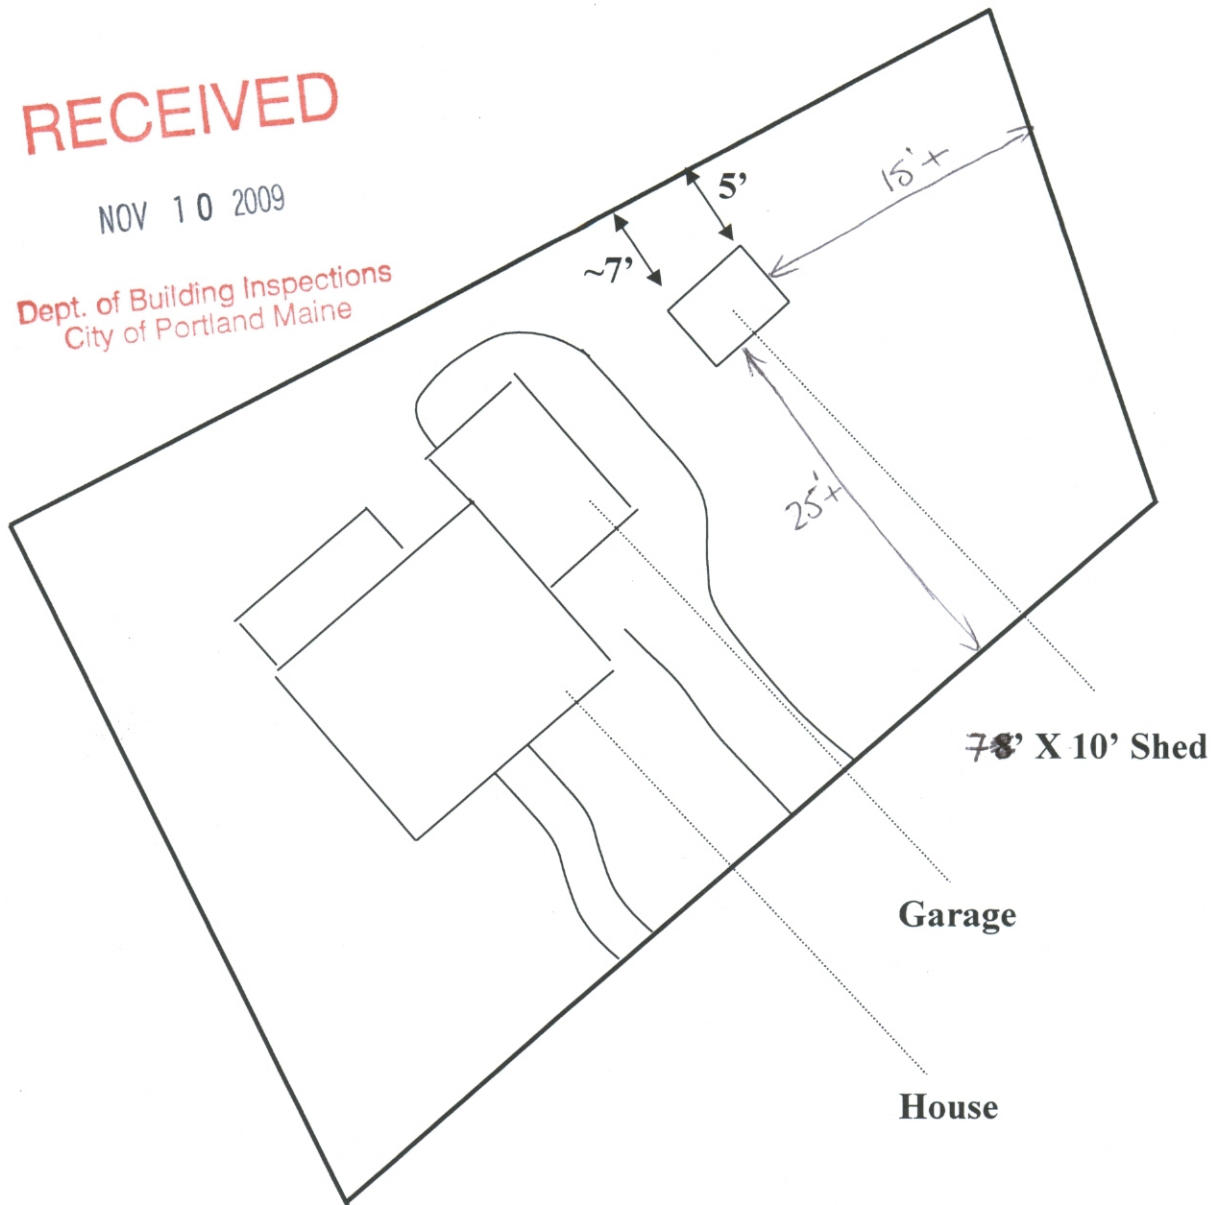 RECEIVED
NOV 10 2009
Dept. of Building Inspections
City of Portland Maine
5’
~7’
15'+
25'+
78’ X 10’ Shed
Garage
House